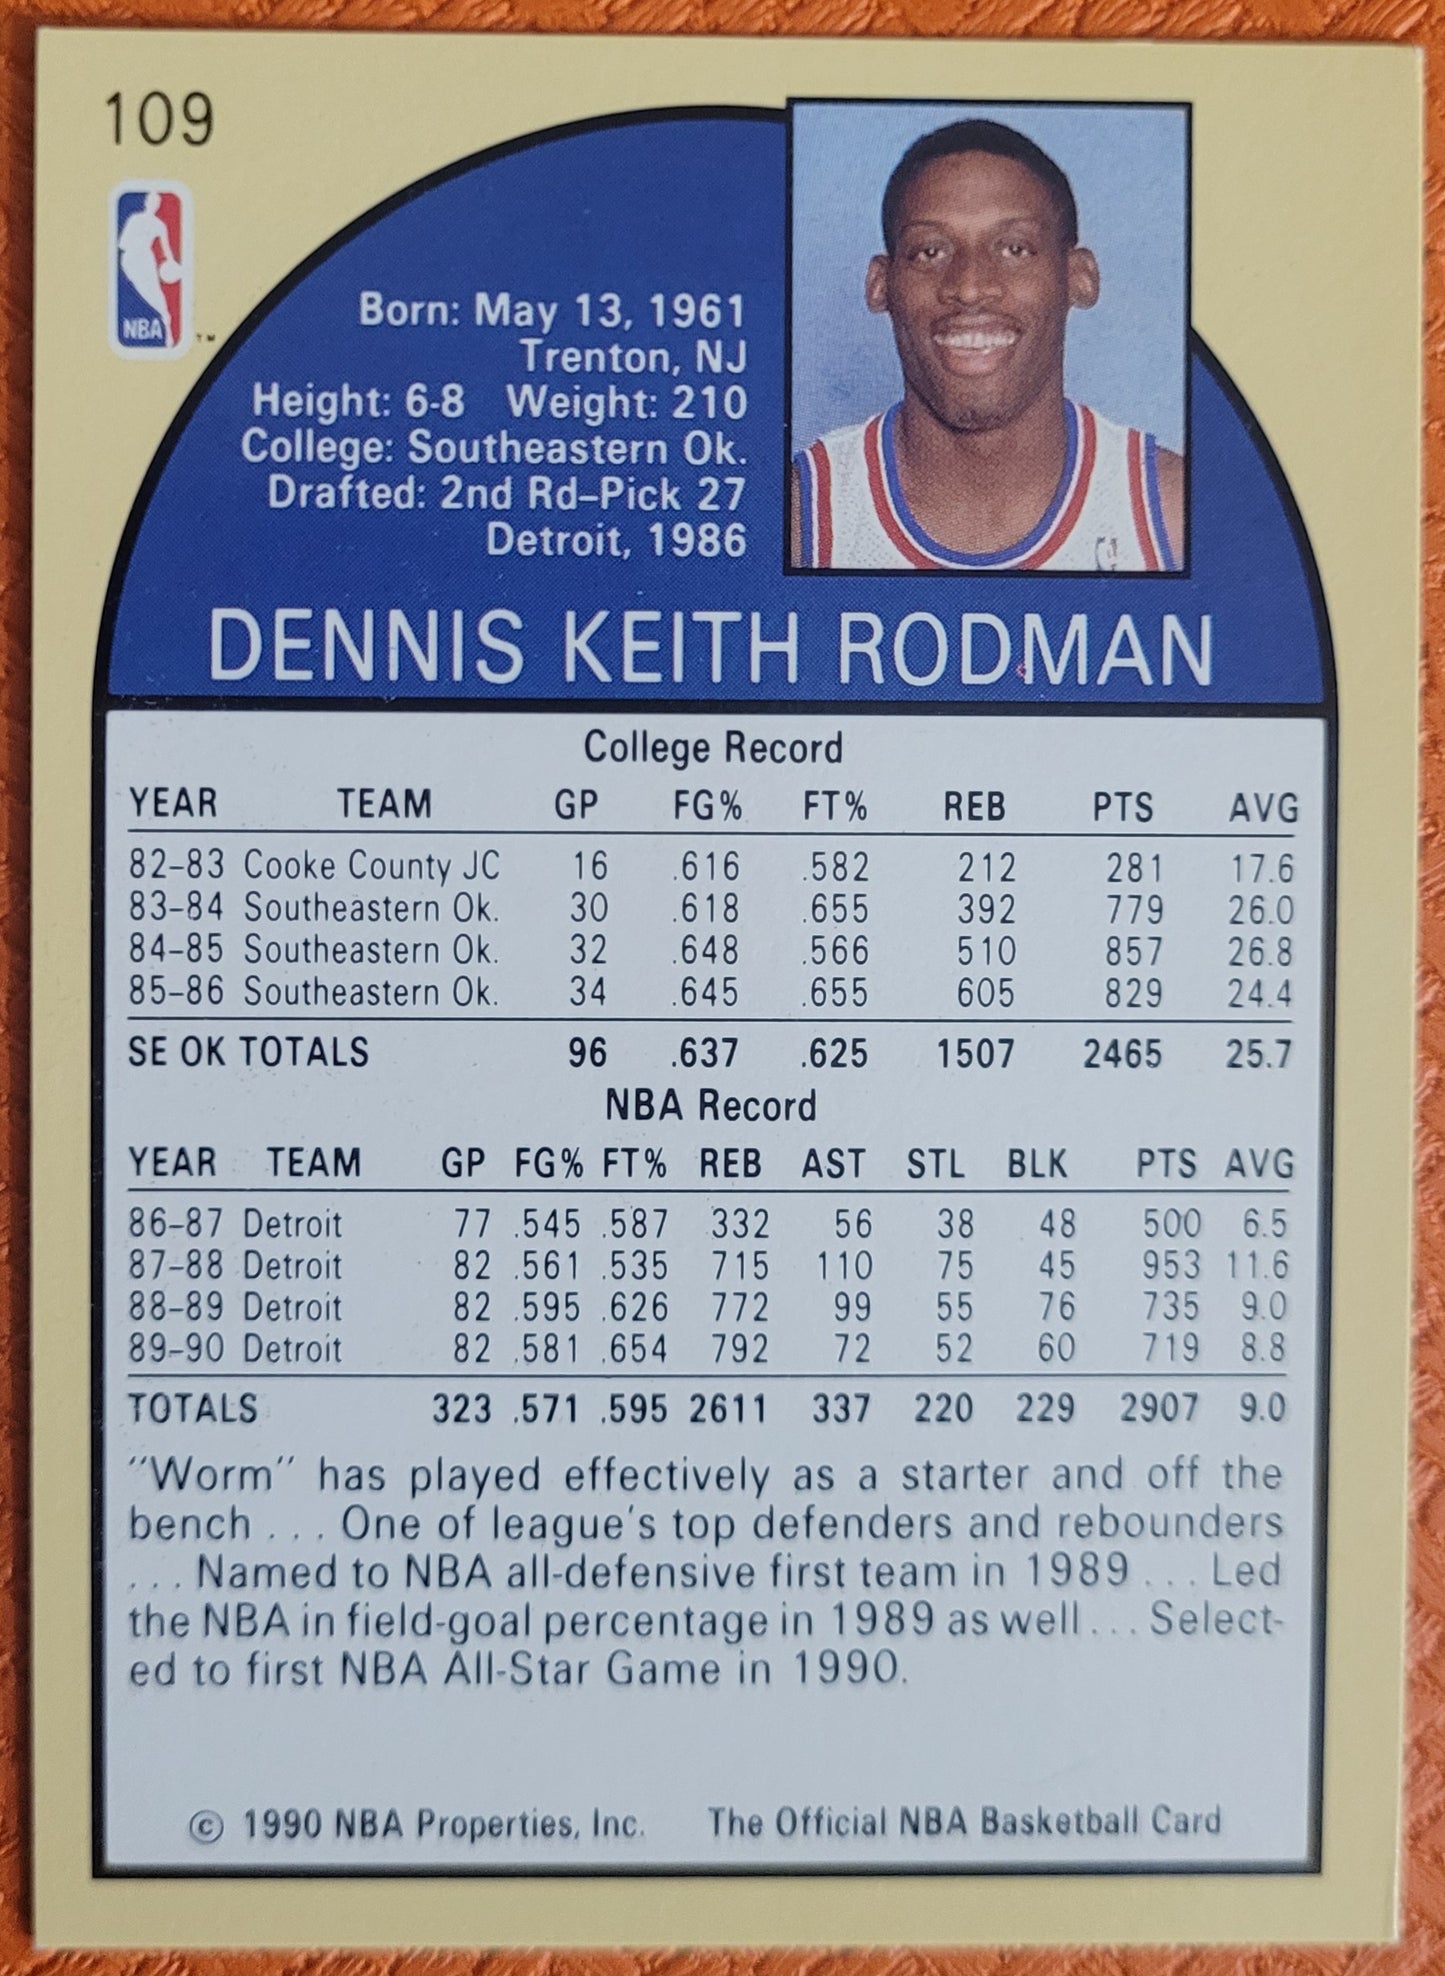 109
NBA
™
Born: May 13, 1961
Trenton, NJ
Height: 6-8 Weight: 210
College: Southeastern Ok.
Drafted: 2nd Rd–Pick 27
Detroit, 1986
DENNIS KEITH RODMAN
College Record
YEAR TEAM GP FG% FT% REB PTS AVG
82–83 Cooke County JC 16 .616 .582 212 281 17.6
83–84 Southeastern Ok. 30 .618 .655 392 779 26.0
84–85 Southeastern Ok. 32 .648 .566 510 857 26.8
85–86 Southeastern Ok. 34 .645 .655 605 829 24.4
SE OK TOTALS 96 .637 .625 1507 2465 25.7
NBA Record
YEAR TEAM GP FG% FT% REB AST STL BLK PTS AVG
86–87 Detroit 77 .545 .587 332 56 38 48 500 6.5
87–88 Detroit 82 .561 .535 715 110 75 45 953 11.6
88–89 Detroit 82 .595 .626 772 99 55 76 735 9.0
89–90 Detroit 82 .581 .654 792 72 52 60 719 8.8
TOTALS 323 .571 .595 2611 337 220 229 2907 9.0
"Worm" has played effectively as a starter and off the
bench . . . One of league's top defenders and rebounders
. . . Named to NBA all-defensive first team in 1989 . . . Led
the NBA in field-goal percentage in 1989 as well . . . Select-
ed to first NBA All-Star Game in 1990.
© 1990 NBA Properties, Inc. The Official NBA Basketball Card